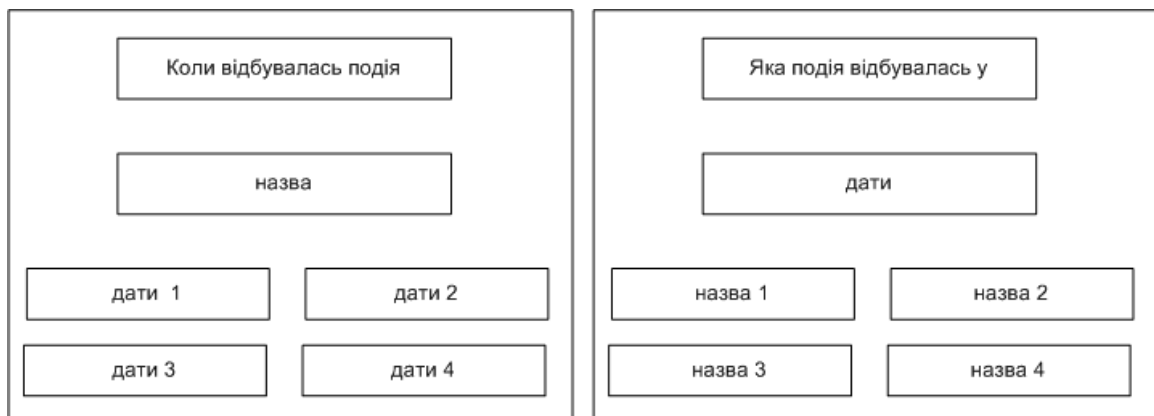 Коли відбувалась подія
назва
дати 1
дати 2
дати 3
дати 4
Яка подія відбувалась у
дати
назва 1
назва 2
назва 3
назва 4